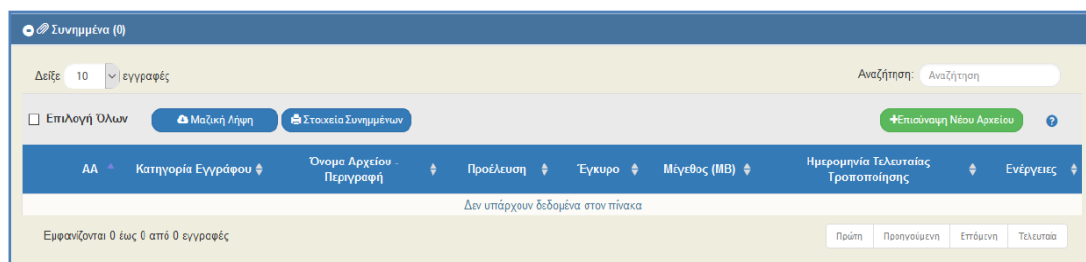 Συνημμένα (0)
Δείξε 10 εγγραφές Αναζήτηση: Αναζήτηση
Επιλογή Όλων Μαζική Λήψη Στοιχεία Συνημμένων +Επισύναψη Νέου Αρχείου ?
ΑΑ Κατηγορία Εγγράφου Όνομα Αρχείου - Περιγραφή Προέλευση Έγκυρο Μέγεθος (MB) Ημερομηνία Τελευταίας Τροποποίησης Ενέργειες
Δεν υπάρχουν δεδομένα στον πίνακα
Εμφανίζονται 0 έως 0 από 0 εγγραφές Πρώτη Προηγούμενη Επόμενη Τελευταία